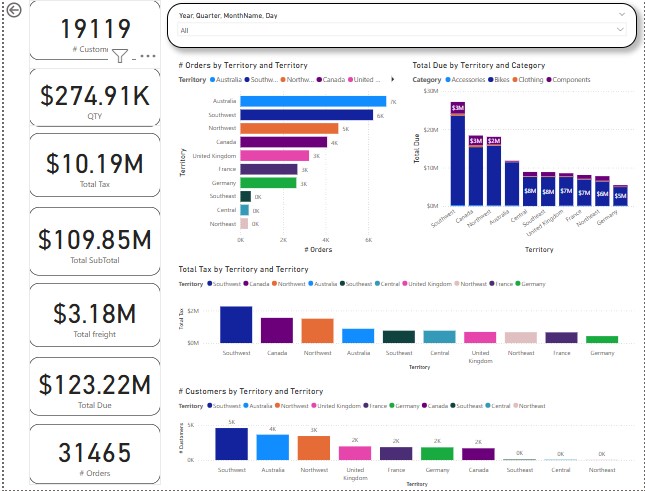 19119
# Custome
$274.91K
QTY
$10.19M
Total Tax
$109.85M
Total SubTotal
$3.18M
Total freight
$123.22M
Total Due
31465
# Orders
Year, Quarter, MonthName, Day
All
# Orders by Territory and Territory
Territory Australia Southw... Northw... Canada United ...
Territory
Australia 7K
Southwest 6K
Northwest 5K
Canada 4K
United Kingdom 3K
France 3K
Germany 3K
Southeast 0K
Central 0K
Northeast 0K
0K 2K 4K 6K
# Orders
Total Due by Territory and Category
Category Accessories Bikes Clothing Components
Total Due
$30M
$20M
$10M
$0M
$3M $3M $2M
$8M $8M $7M $7M $6M $5M
Southwest Canada Northwest Australia Central Southeast United Kingdom France Northeast Germany
Territory
Total Tax by Territory and Territory
Territory Southwest Canada Northwest Australia Southeast Central United Kingdom Northeast France Germany
Total Tax
$2M
$0M
Southwest Canada Northwest Australia Southeast Central United Kingdom Northeast France Germany
Territory
# Customers by Territory and Territory
Territory Southwest Australia Northwest United Kingdom France Germany Canada Southeast Central Northeast
# Customers
5K
0K
5K 4K 3K 2K 2K 2K 2K 0K 0K 0K
Southwest Australia Northwest United Kingdom France Germany Canada Southeast Central Northeast
Territory